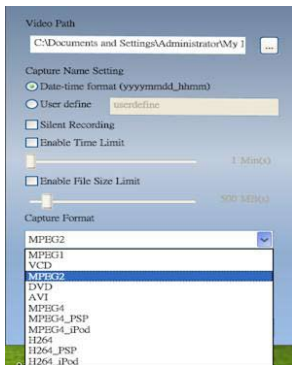 Video Path
C:\Documents and Settings\Administrator\My 1
...
Capture Name Setting
Date-time format (yyyymmdd_hhmm)
User define userdefine
Silent Recording
Enable Time Limit
1 Min(s)
Enable File Size Limit
500 MB(s)
Capture Format
MPEG2
MPEG1
VCD
MPEG2
DVD
AVI
MPEG4
MPEG4_PSP
MPEG4_iPod
H264
H264_PSP
H264_iPod